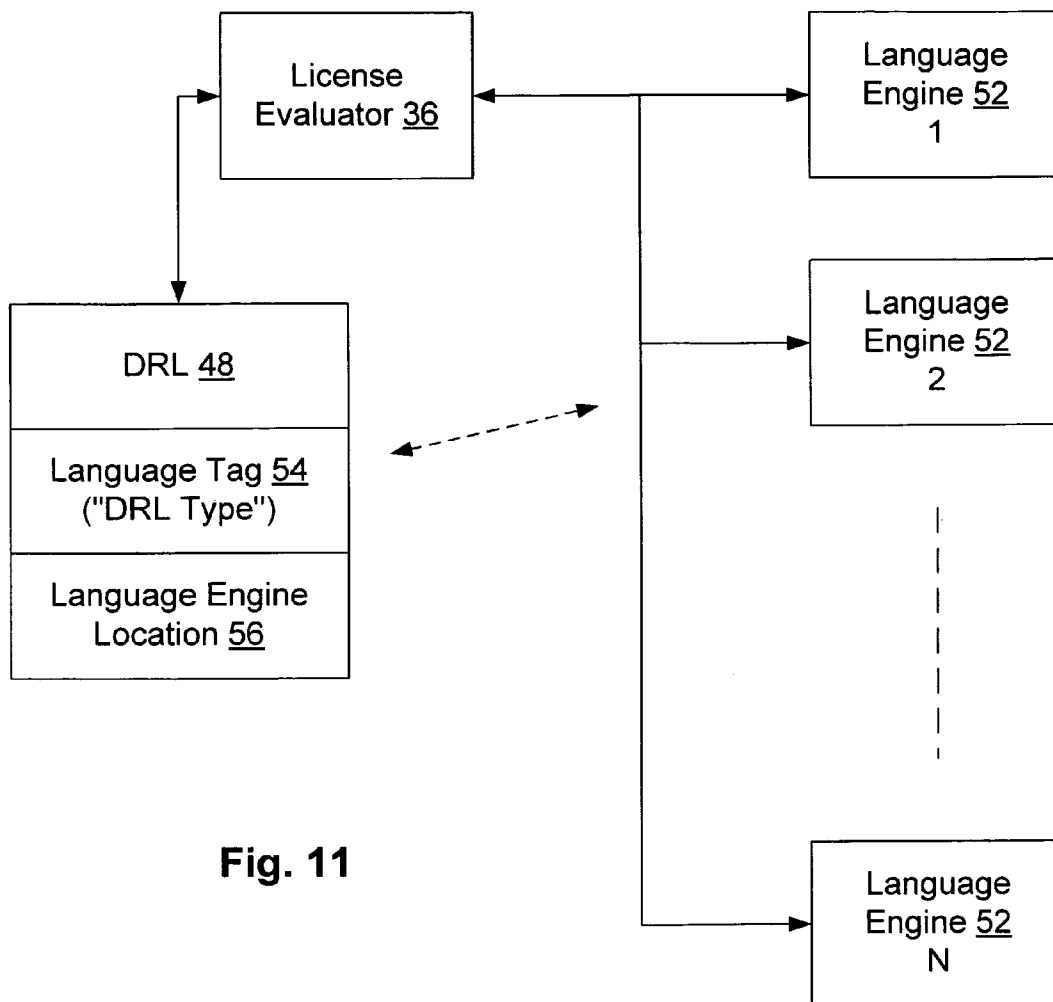 License
Evaluator 36
Language
Engine 52
1
Language
Engine 52
2
DRL 48
Language Tag 54
("DRL Type")
Language Engine
Location 56
Fig. 11
Language
Engine 52
N